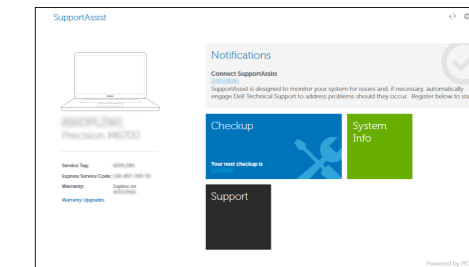 SupportAssist
Notifications
Connect SupportAssist
SupportAssist is designed to monitor your system for issues and, if necessary, automatically
engage Dell Technical Support to address problems should they occur. Register below to sta
Precision M6700
Checkup
System
Info
Your next checkup is
Service Tag:
Express Service Code:
Warranty:
Expires on
Warranty Upgrades
Support
Powered by PC